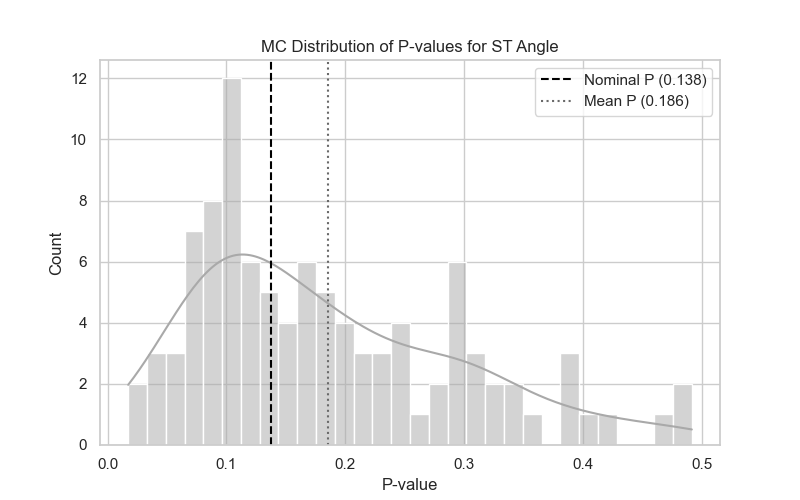 MC Distribution of P-values for ST Angle
Nominal P (0.138)
Mean P (0.186)
12
10
8
6
4
2
0
Count
0.0 0.1 0.2 0.3 0.4 0.5
P-value